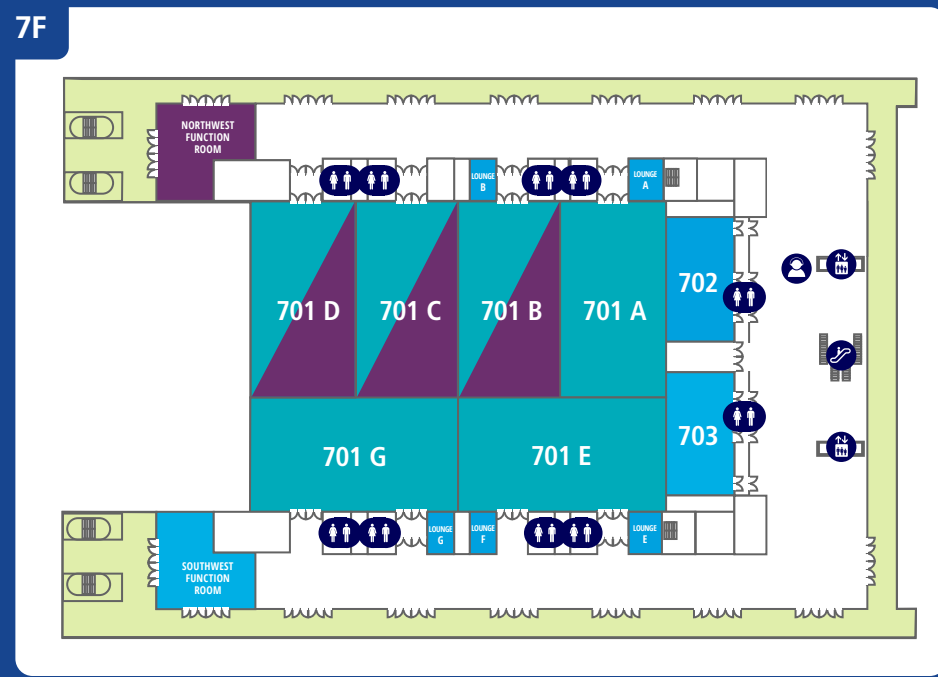 7F
NORTHWEST
FUNCTION
ROOM
LOUNGE
B
LOUNGE
A
702
701 D
701 C
701 B
701 A
703
701 G
701 E
LOUNGE
G
LOUNGE
F
LOUNGE
E
SOUTHWEST
FUNCTION
ROOM